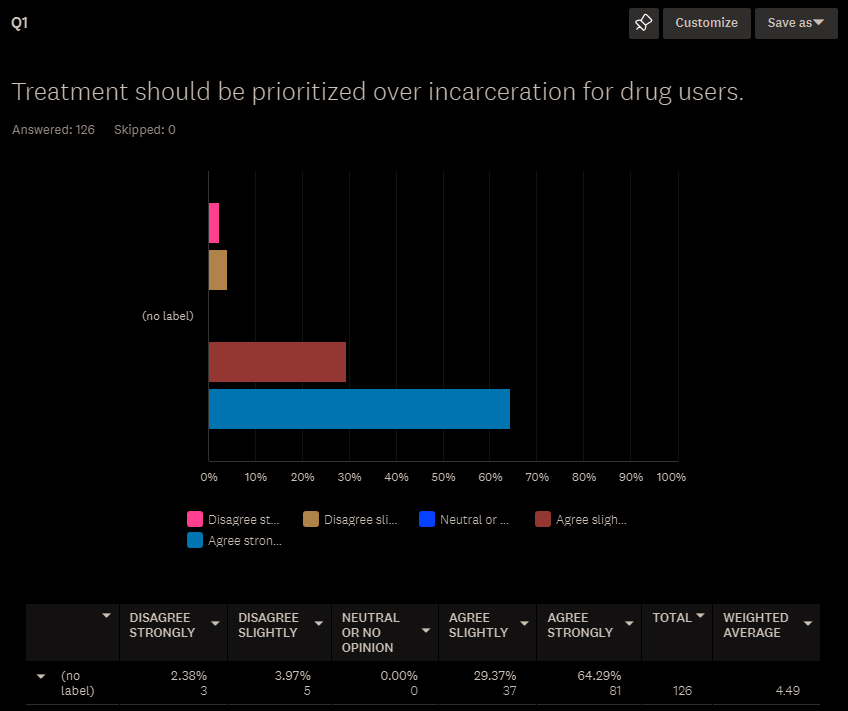 Q1
Customize
Save as
Treatment should be prioritized over incarceration for drug users.
Answered: 126 Skipped: 0
(no label)
0% 10% 20% 30% 40% 50% 60% 70% 80% 90% 100%
Disagree st... Disagree sli... Neutral or ... Agree sligh...
Agree stron...
DISAGREE STRONGLY
DISAGREE SLIGHTLY
NEUTRAL OR NO OPINION
AGREE SLIGHTLY
AGREE STRONGLY
TOTAL
WEIGHTED AVERAGE
(no label)
2.38% 3
3.97% 5
0.00% 0
29.37% 37
64.29% 81
126
4.49